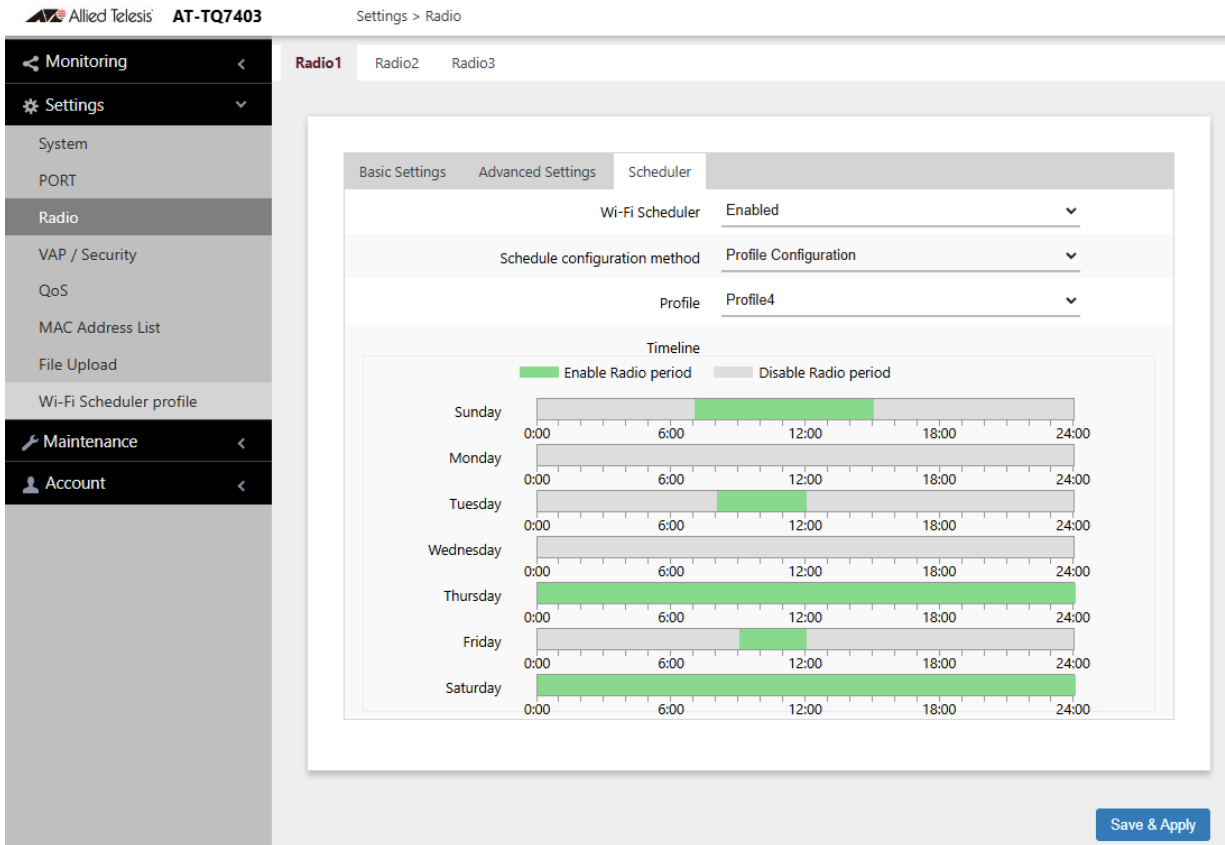 Allied Telesis AT-TQ7403 Settings > Radio
Monitoring
Settings
System
PORT
Radio
VAP / Security
QoS
MAC Address List
File Upload
Wi-Fi Scheduler profile
Maintenance
Account
Radio1 Radio2 Radio3
Basic Settings Advanced Settings Scheduler
Wi-Fi Scheduler Enabled
Schedule configuration method Profile Configuration
Profile Profile4
Timeline
Enable Radio period Disable Radio period
Sunday
0:00 6:00 12:00 18:00 24:00
Monday
0:00 6:00 12:00 18:00 24:00
Tuesday
0:00 6:00 12:00 18:00 24:00
Wednesday
0:00 6:00 12:00 18:00 24:00
Thursday
0:00 6:00 12:00 18:00 24:00
Friday
0:00 6:00 12:00 18:00 24:00
Saturday
0:00 6:00 12:00 18:00 24:00
Save & Apply